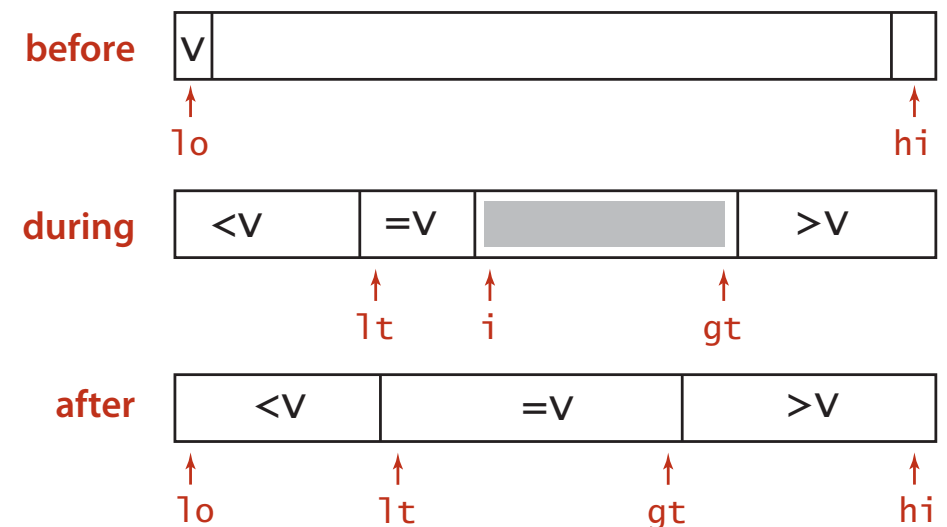 before V
lo hi
during <V =V >V
lt i gt
after <V =V >V
lo lt gt hi